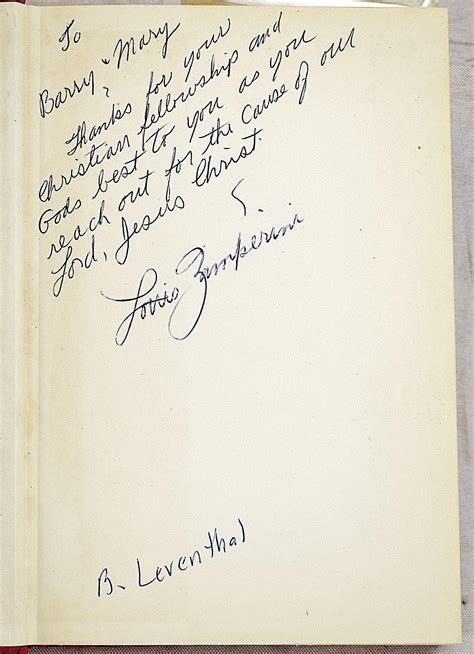 To
Barry & Mary
Thanks for your
Christian fellowship and
Gods best to you as you
reach out for the cause of our
Lord, Jesus Christ.
Louis Zamperini
B. Leventhal